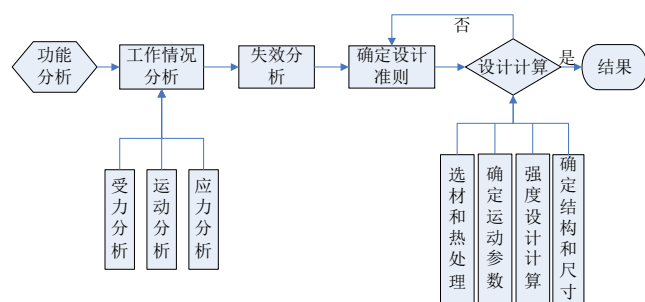 否
功能
分析
工作情况
分析
失效分
析
确定设计
准则
设计计算
是
结果
受力分析
运动分析
应力分析
选材和热处理
确定运动参数
强度设计计算
确定结构和尺寸